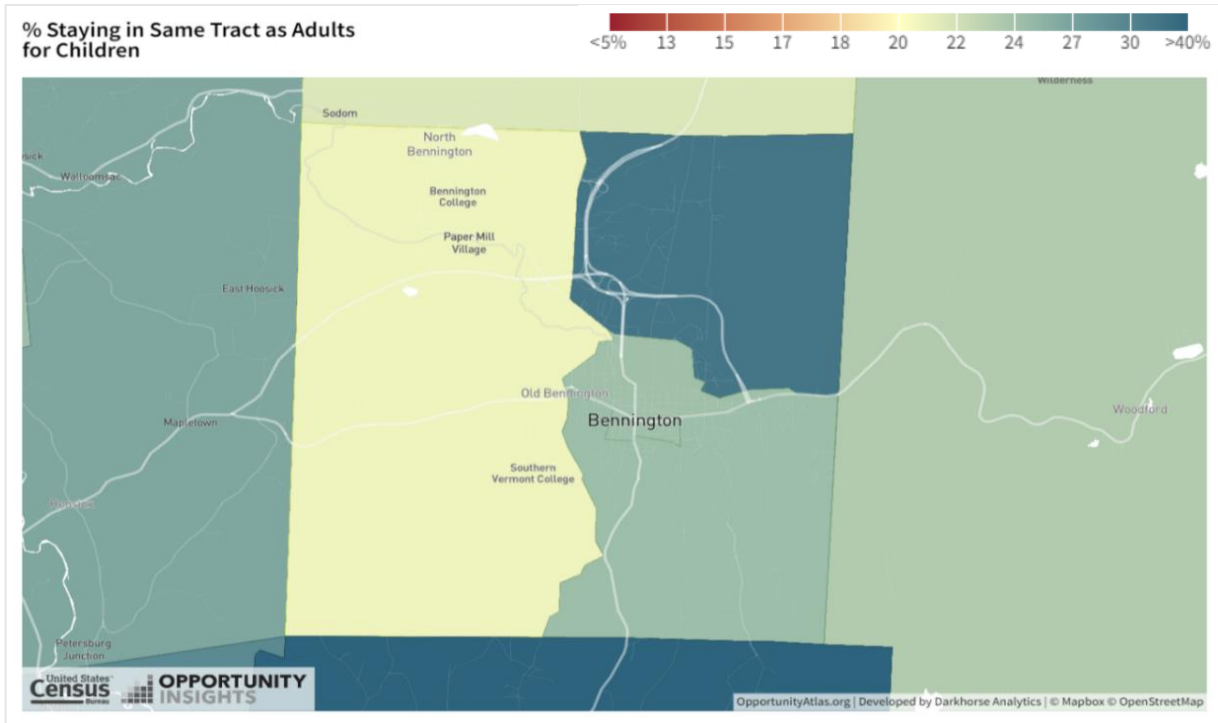 % Staying in Same Tract as Adults
for Children
<5% 13 15 17 18 20 22 24 27 30 >40%
Wilderness
Sodom
North
Bennington
sick
Walloomsac
Bennington
College
Paper Mill
Village
East Hoosick
Old Bennington
Bennington
Woodford
Mapletown
Southern
Vermont College
Hoosick
Petersburg
Junction
United States®
Census
Bureau
OPPORTUNITY
INSIGHTS
OpportunityAtlas.org | Developed by Darkhorse Analytics | © Mapbox © OpenStreetMap